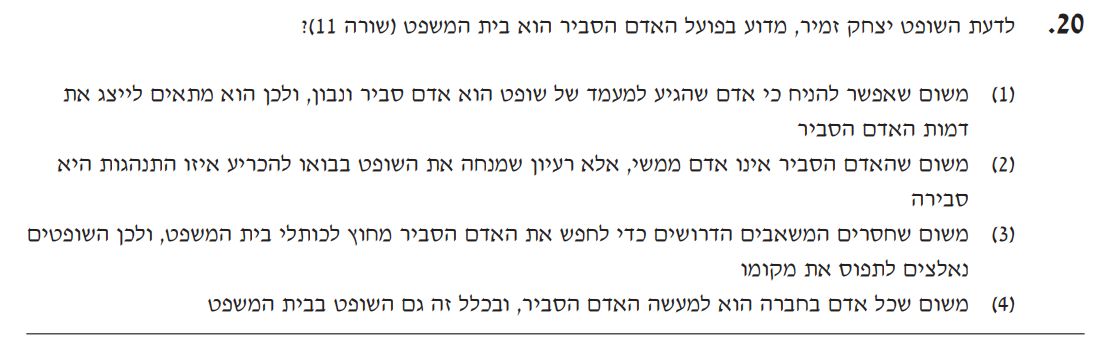 20. לדעת השופט יצחק זמיר, מדוע בפועל האדם הסביר הוא בית המשפט (שורה 11)?
(1) משום שאפשר להניח כי אדם שהגיע למעמד של שופט הוא אדם סביר ונבון, ולכן הוא מתאים לייצג את
דמות האדם הסביר
(2) משום שהאדם הסביר אינו אדם ממשי, אלא רעיון שמנחה את השופט בבואו להכריע איזו התנהגות היא
סבירה
(3) משום שחסרים המשאבים הדרושים כדי לחפש את האדם הסביר מחוץ לכותלי בית המשפט, ולכן השופטים
נאלצים לתפוס את מקומו
(4) משום שכל אדם בחברה הוא למעשה האדם הסביר, ובכלל זה גם השופט בבית המשפט